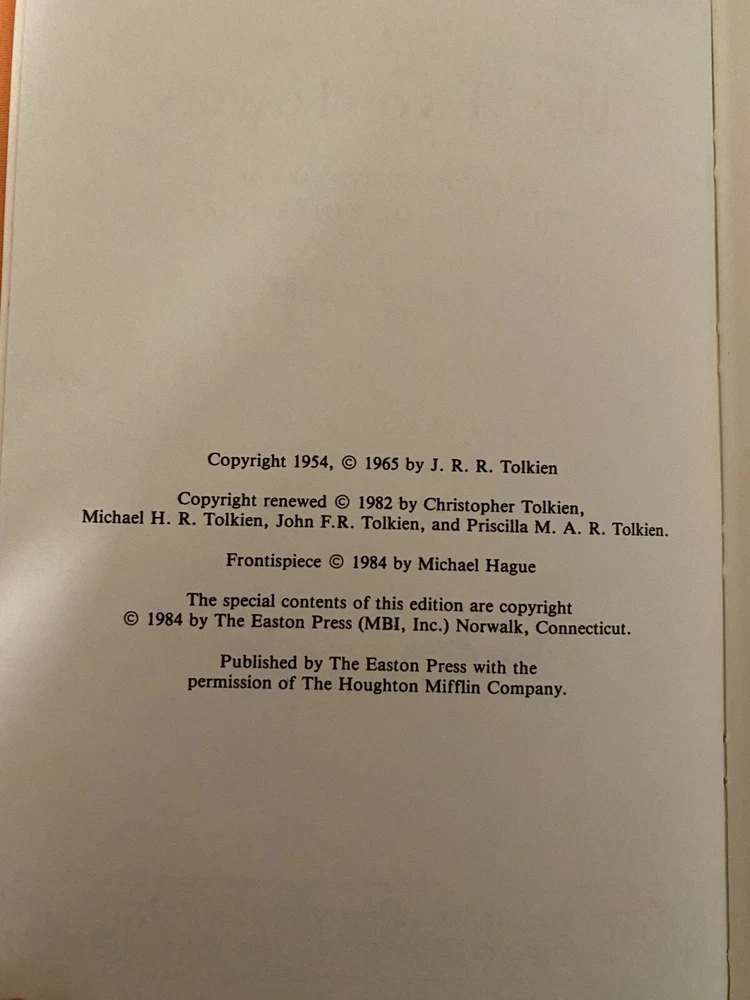 Copyright 1954, © 1965 by J. R. R. Tolkien
Copyright renewed © 1982 by Christopher Tolkien,
Michael H. R. Tolkien, John F.R. Tolkien, and Priscilla M. A. R. Tolkien.
Frontispiece © 1984 by Michael Hague
The special contents of this edition are copyright
© 1984 by The Easton Press (MBI, Inc.) Norwalk, Connecticut.
Published by The Easton Press with the
permission of The Houghton Mifflin Company.